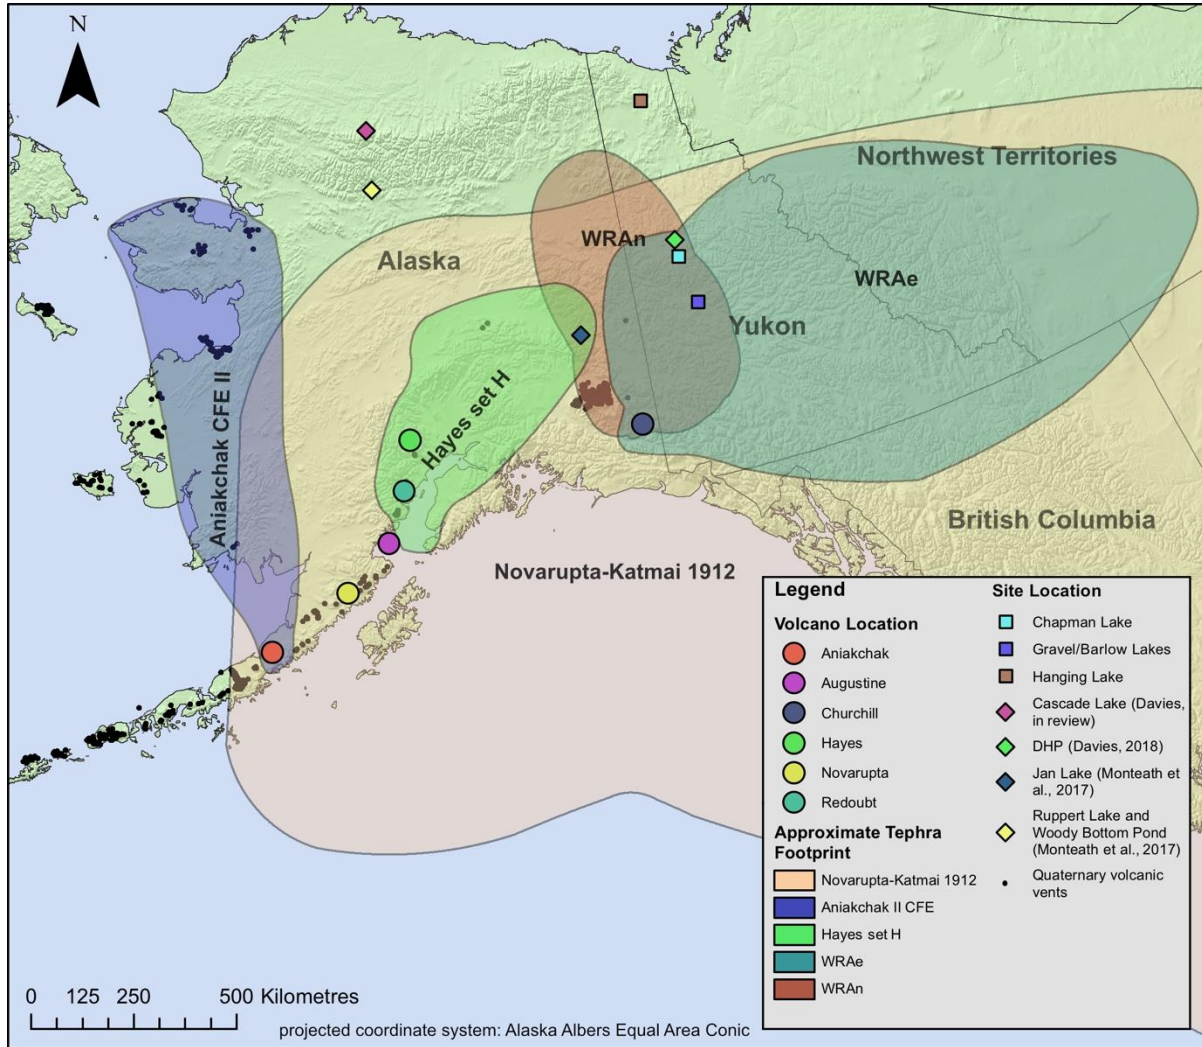 N
Northwest Territories
WRAn
Alaska
WRAe
Yukon
Hayes set H
Aniakchak CFE II
British Columbia
Novarupta-Katmai 1912
Legend
Volcano Location
Aniakchak
Augustine
Churchill
Hayes
Novarupta
Redoubt
Approximate Tephra
Footprint
Novarupta-Katmai 1912
Aniakchak II CFE
Hayes set H
WRAe
WRAn
Site Location
Chapman Lake
Gravel/Barlow Lakes
Hanging Lake
Cascade Lake (Davies,
in review)
DHP (Davies, 2018)
Jan Lake (Monteath et
al., 2017)
Ruppert Lake and
Woody Bottom Pond
(Monteath et al., 2017)
Quaternary volcanic
vents
0 125 250 500 Kilometres
projected coordinate system: Alaska Albers Equal Area Conic